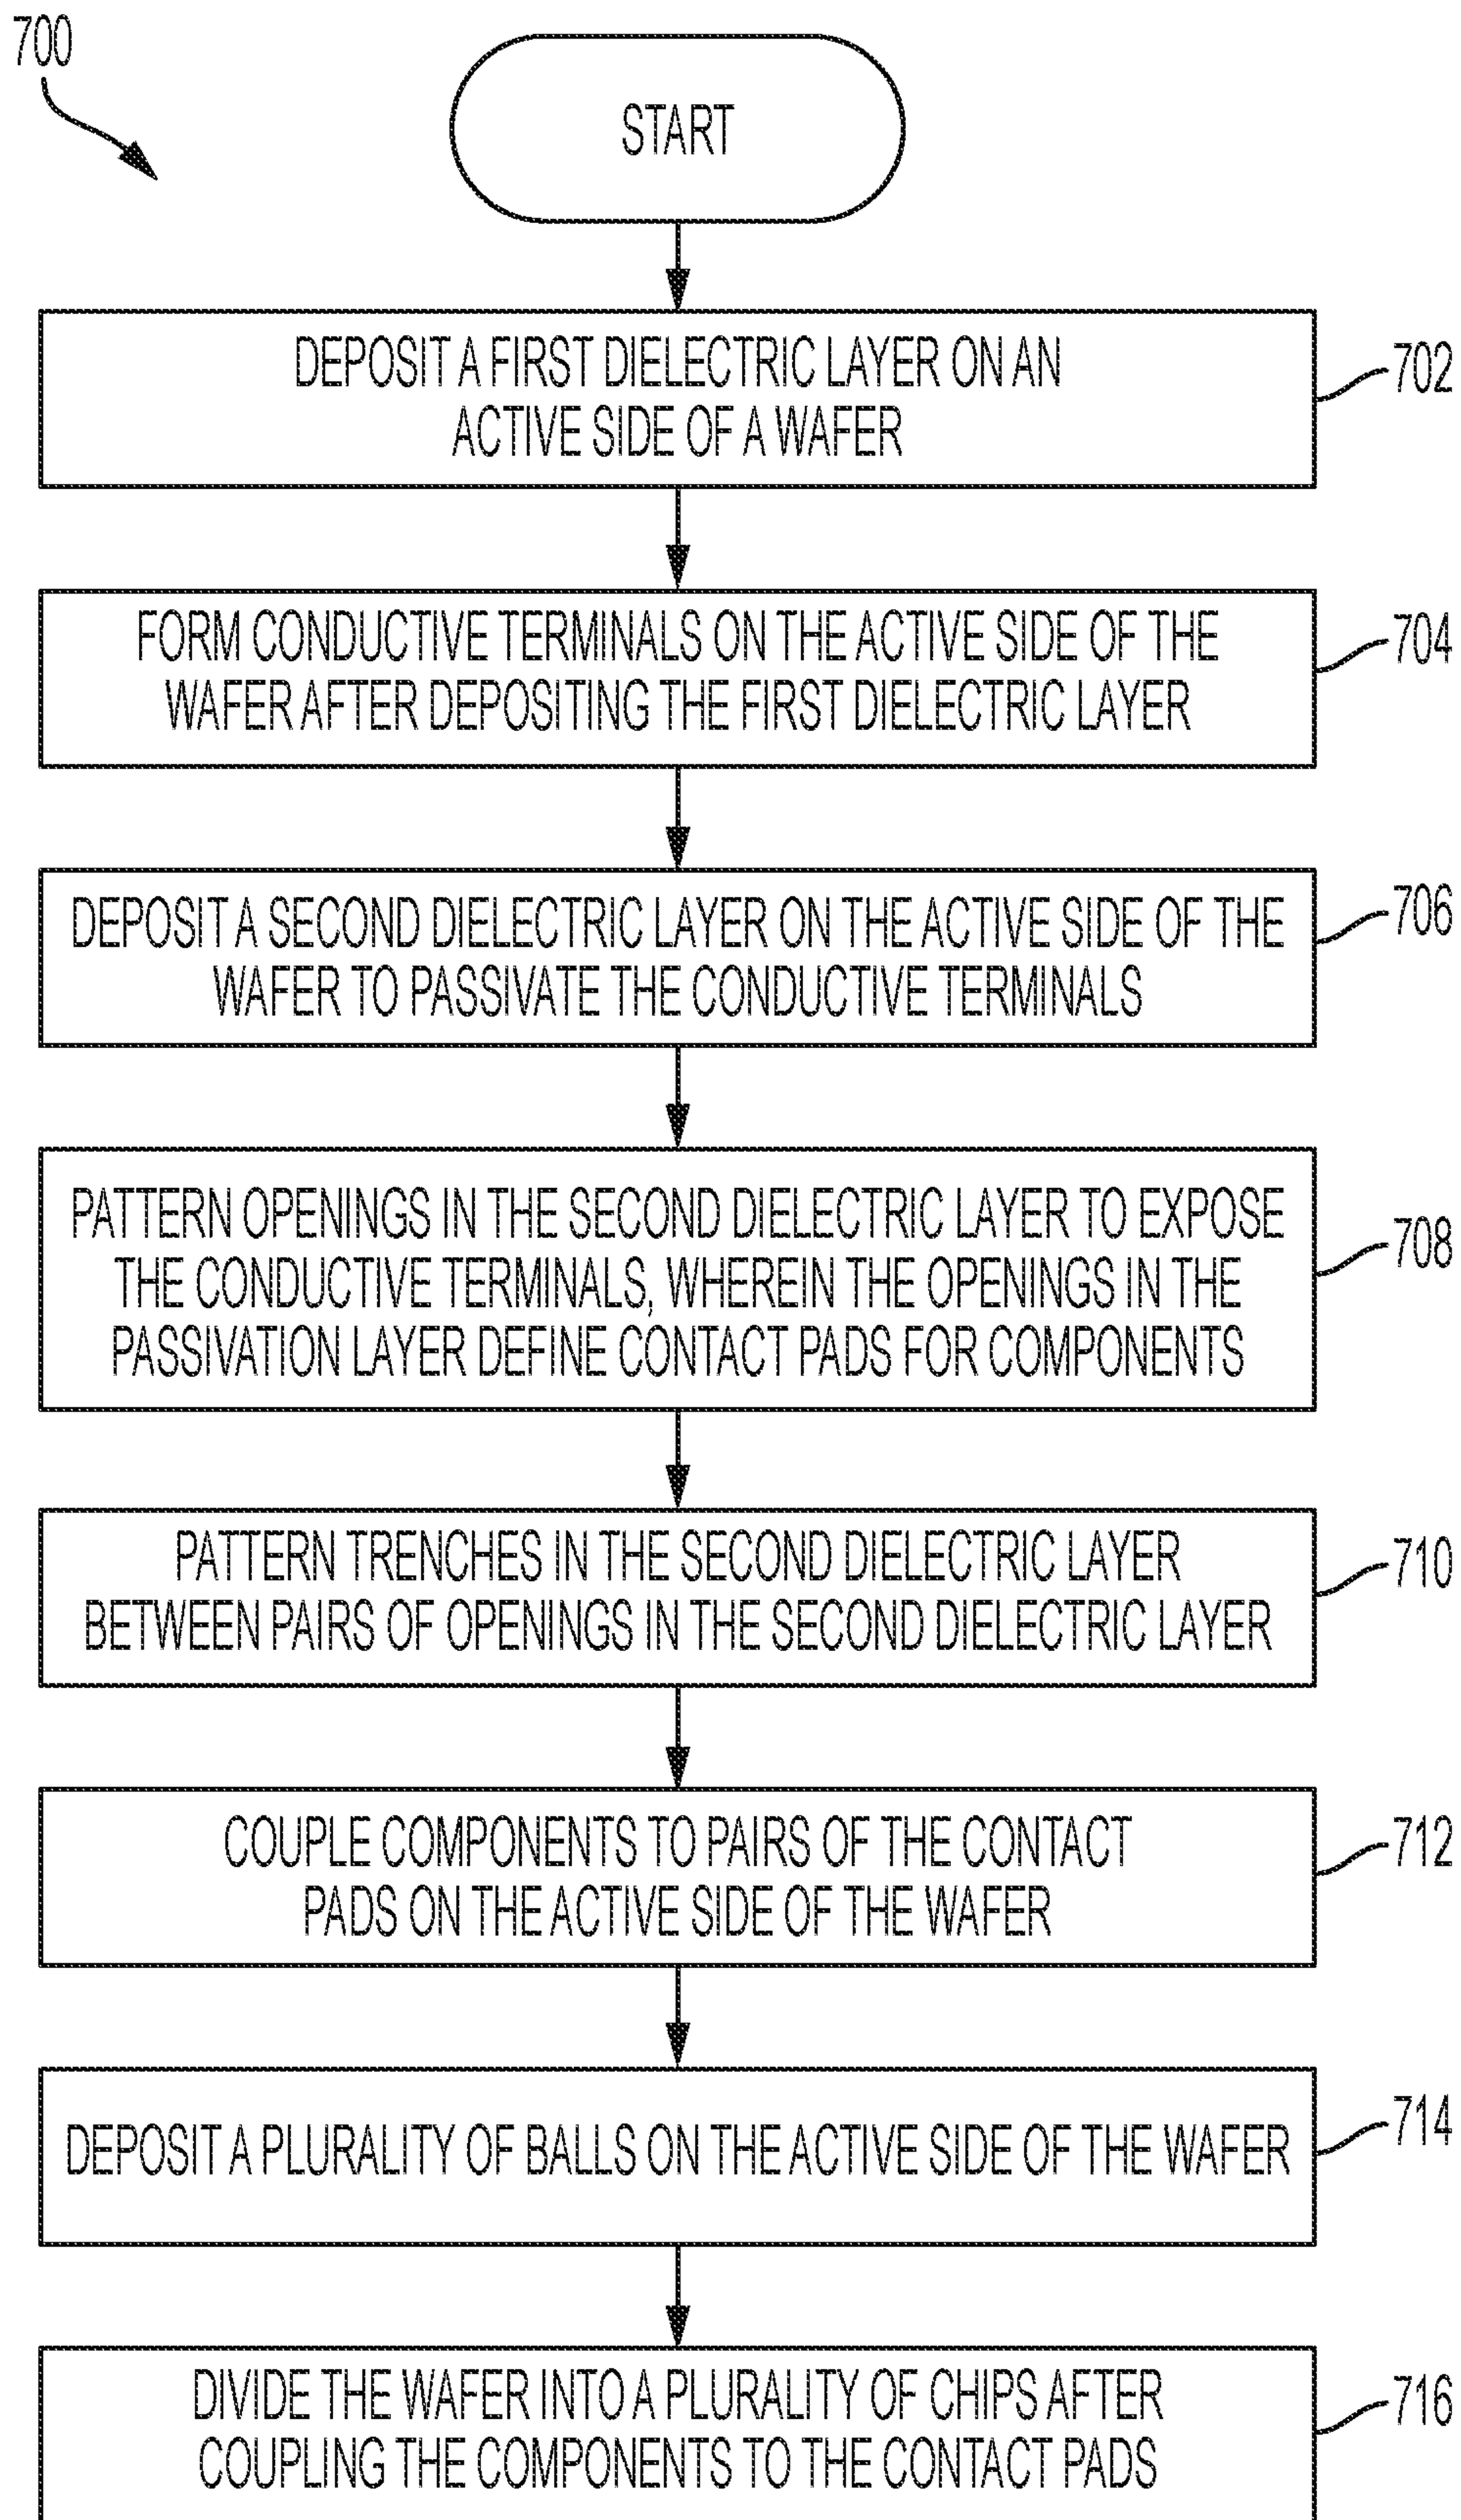 700
START
DEPOSIT A FIRST DIELECTRIC LAYER ON AN
ACTIVE SIDE OF A WAFER
702
FORM CONDUCTIVE TERMINALS ON THE ACTIVE SIDE OF THE
WAFER AFTER DEPOSITING THE FIRST DIELECTRIC LAYER
704
DEPOSIT A SECOND DIELECTRIC LAYER ON THE ACTIVE SIDE OF THE
WAFER TO PASSIVATE THE CONDUCTIVE TERMINALS
706
PATTERN OPENINGS IN THE SECOND DIELECTRIC LAYER TO EXPOSE
THE CONDUCTIVE TERMINALS, WHEREIN THE OPENINGS IN THE
PASSIVATION LAYER DEFINE CONTACT PADS FOR COMPONENTS
708
PATTERN TRENCHES IN THE SECOND DIELECTRIC LAYER
BETWEEN PAIRS OF OPENINGS IN THE SECOND DIELECTRIC LAYER
710
COUPLE COMPONENTS TO PAIRS OF THE CONTACT
PADS ON THE ACTIVE SIDE OF THE WAFER
712
DEPOSIT A PLURALITY OF BALLS ON THE ACTIVE SIDE OF THE WAFER
714
DIVIDE THE WAFER INTO A PLURALITY OF CHIPS AFTER
COUPLING THE COMPONENTS TO THE CONTACT PADS
716